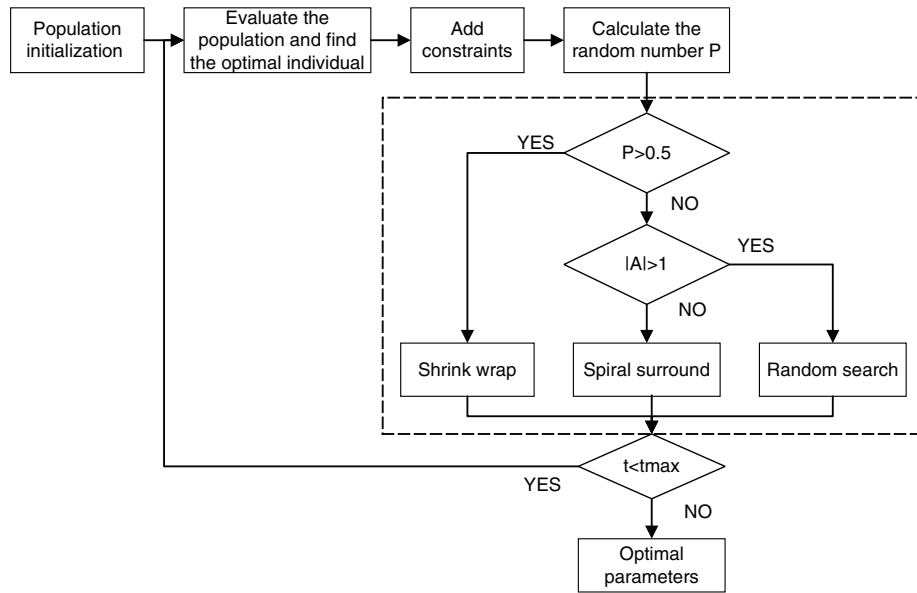 Population
initialization
Evaluate the
population and find
the optimal individual
Add
constraints
Calculate the
random number P
P>0.5
YES
NO
|A|>1
YES
NO
Shrink wrap
Spiral surround
Random search
t<tmax
YES
NO
Optimal
parameters